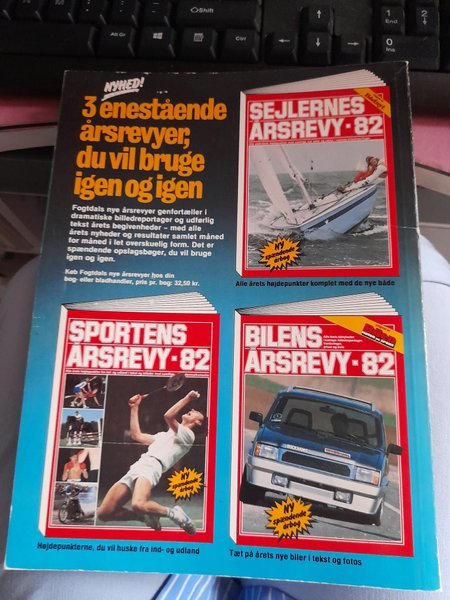 NYHED!
3 enestående
årsrevyer,
du vil bruge
igen og igen
Fogtdals nye årsrevyer genfortæller i
dramatiske billedreportager og udførlig
tekst årets begivenheder – med alle
årets nyheder og resultater samlet måned
for måned i let overskuelig form. Det er
spændende opslagsbøger, du vil bruge
igen og igen.
Køb Fogtdals nye årsrevyer hos din
bog- eller bladhandler, pris pr. bog: 32,50 kr.
SEJLERNES
ÅRSREVY·82
NY
spændende
årbog
Alle årets højdepunkter komplet med de nye både
SPORTENS
ÅRSREVY·82
NY
spændende
årbog
Højdepunkterne, du vil huske fra ind- og udland
BILENS
ÅRSREVY·82
NY
spændende
årbog
Tæt på årets nye biler i tekst og fotos
Shift
Alt Gr
Ctrl
1
End
2
0
Ins